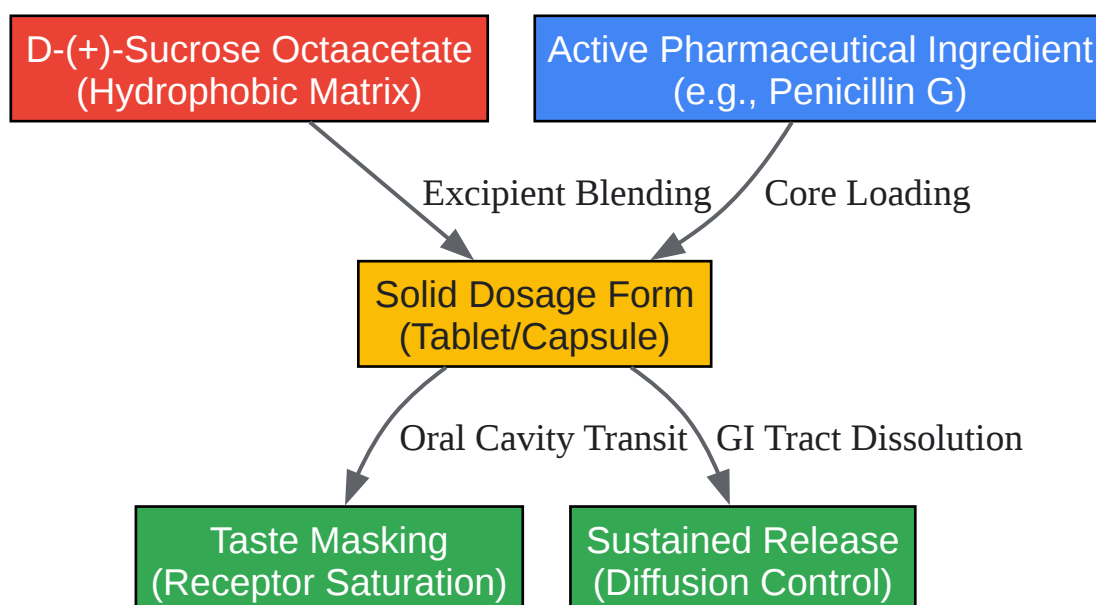 D-(+)-Sucrose Octaacetate
(Hydrophobic Matrix)
Active Pharmaceutical Ingredient
(e.g., Penicillin G)
Excipient Blending
Core Loading
Solid Dosage Form
(Tablet/Capsule)
Oral Cavity Transit
GI Tract Dissolution
Taste Masking
(Receptor Saturation)
Sustained Release
(Diffusion Control)